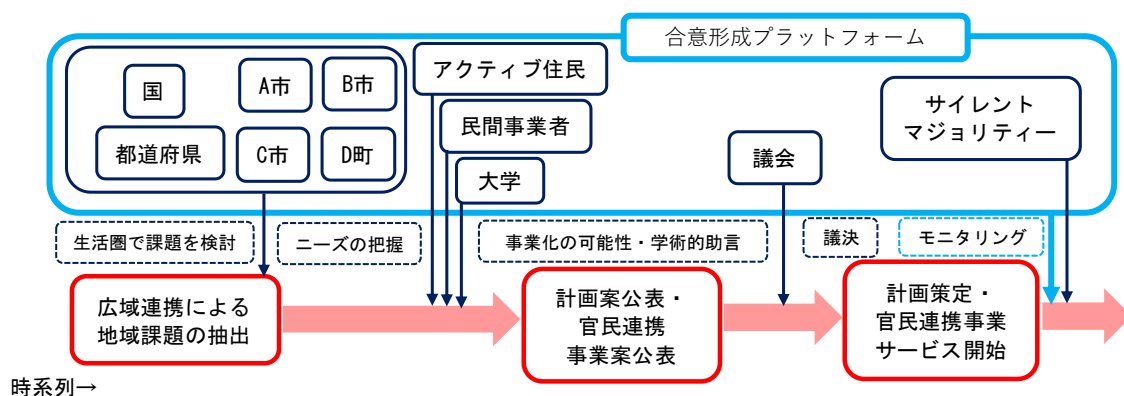 合意形成プラットフォーム
国
A市
B市
都道府県
C市
D町
アクティブ住民
民間事業者
大学
議会
サイレント
マジョリティー
生活圏で課題を検討
ニーズの把握
事業化の可能性・学術的助言
議決
モニタリング
広域連携による
地域課題の抽出
計画案公表・
官民連携
事業案公表
計画策定・
官民連携事業
サービス開始
時系列→